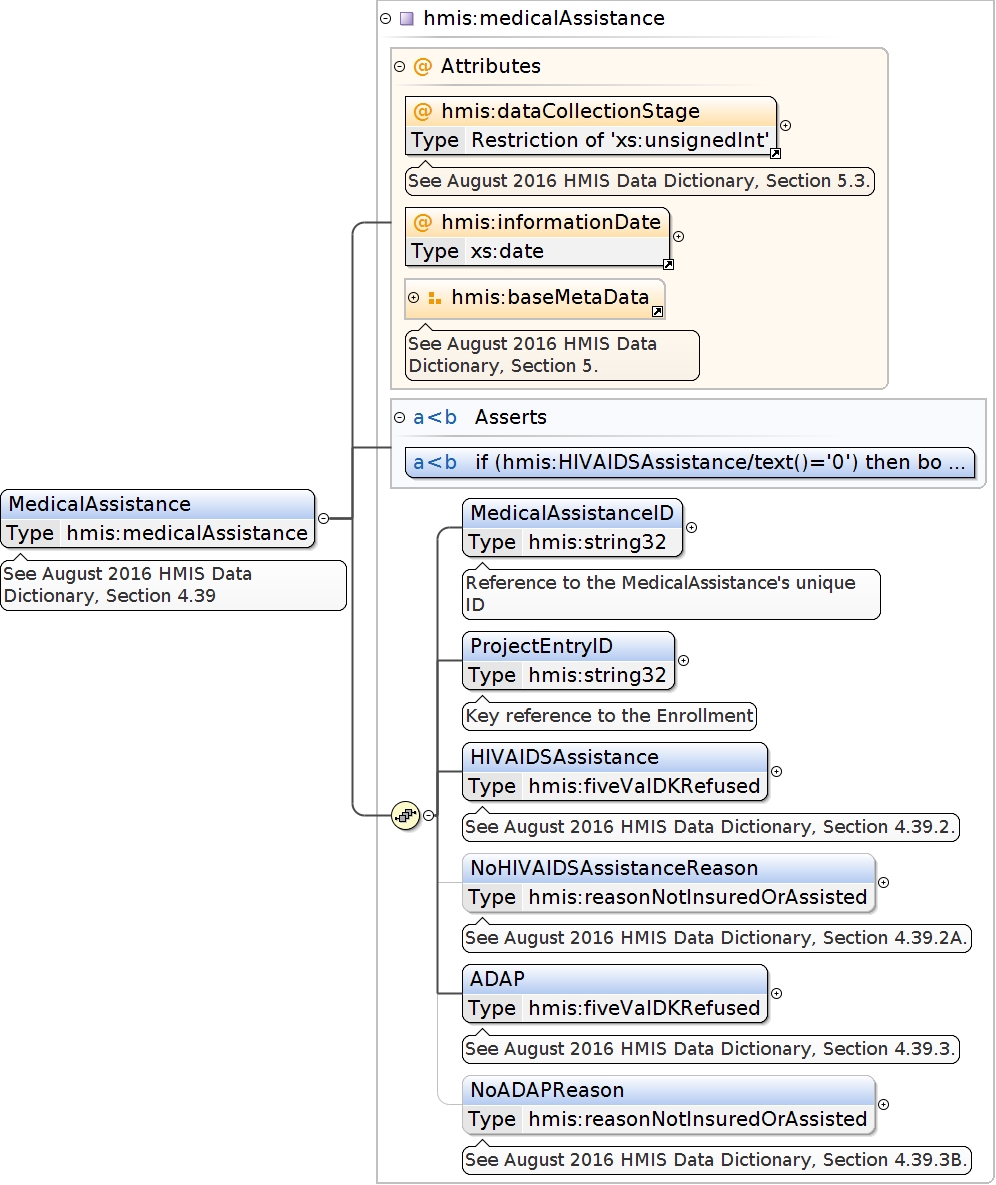 hmis:medicalAssistance
@ Attributes
@ hmis:dataCollectionStage
Type Restriction of 'xs:unsignedInt'
See August 2016 HMIS Data Dictionary, Section 5.3.
@ hmis:informationDate
Type xs:date
hmis:baseMetaData
See August 2016 HMIS Data
Dictionary, Section 5.
a<b Asserts
a<b if (hmis:HIVAIDSAssistance/text()='0') then bo ...
MedicalAssistance
Type hmis:medicalAssistance
See August 2016 HMIS Data
Dictionary, Section 4.39
MedicalAssistanceID
Type hmis:string32
Reference to the MedicalAssistance's unique
ID
ProjectEntryID
Type hmis:string32
Key reference to the Enrollment
HIVAIDSAssistance
Type hmis:fiveValDKRefused
See August 2016 HMIS Data Dictionary, Section 4.39.2.
NoHIVAIDSAssistanceReason
Type hmis:reasonNotInsuredOrAssisted
See August 2016 HMIS Data Dictionary, Section 4.39.2A.
ADAP
Type hmis:fiveValDKRefused
See August 2016 HMIS Data Dictionary, Section 4.39.3.
NoADAPReason
Type hmis:reasonNotInsuredOrAssisted
See August 2016 HMIS Data Dictionary, Section 4.39.3B.